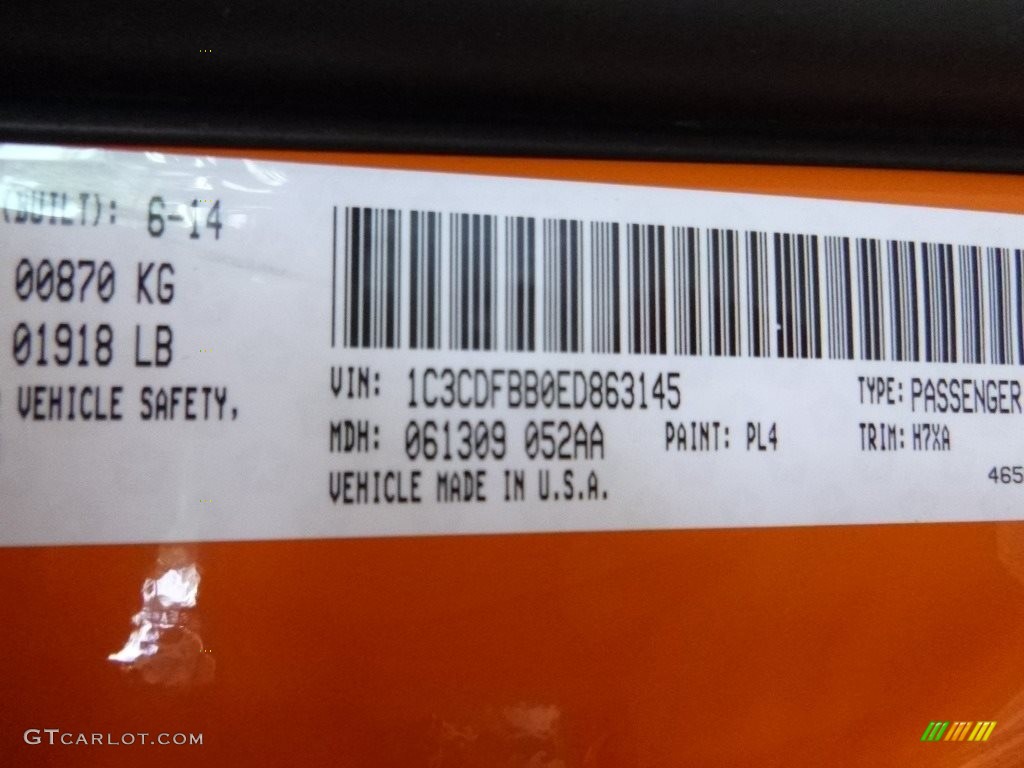 (BUILT): 6-14
00870 KG
01918 LB
VEHICLE SAFETY,
VIN: 1C3CDFBB0ED863145 TYPE: PASSENGER
MDH: 061309 052AA PAINT: PL4 TRIM: H7XA
VEHICLE MADE IN U.S.A.
465
GTCARLOT.COM